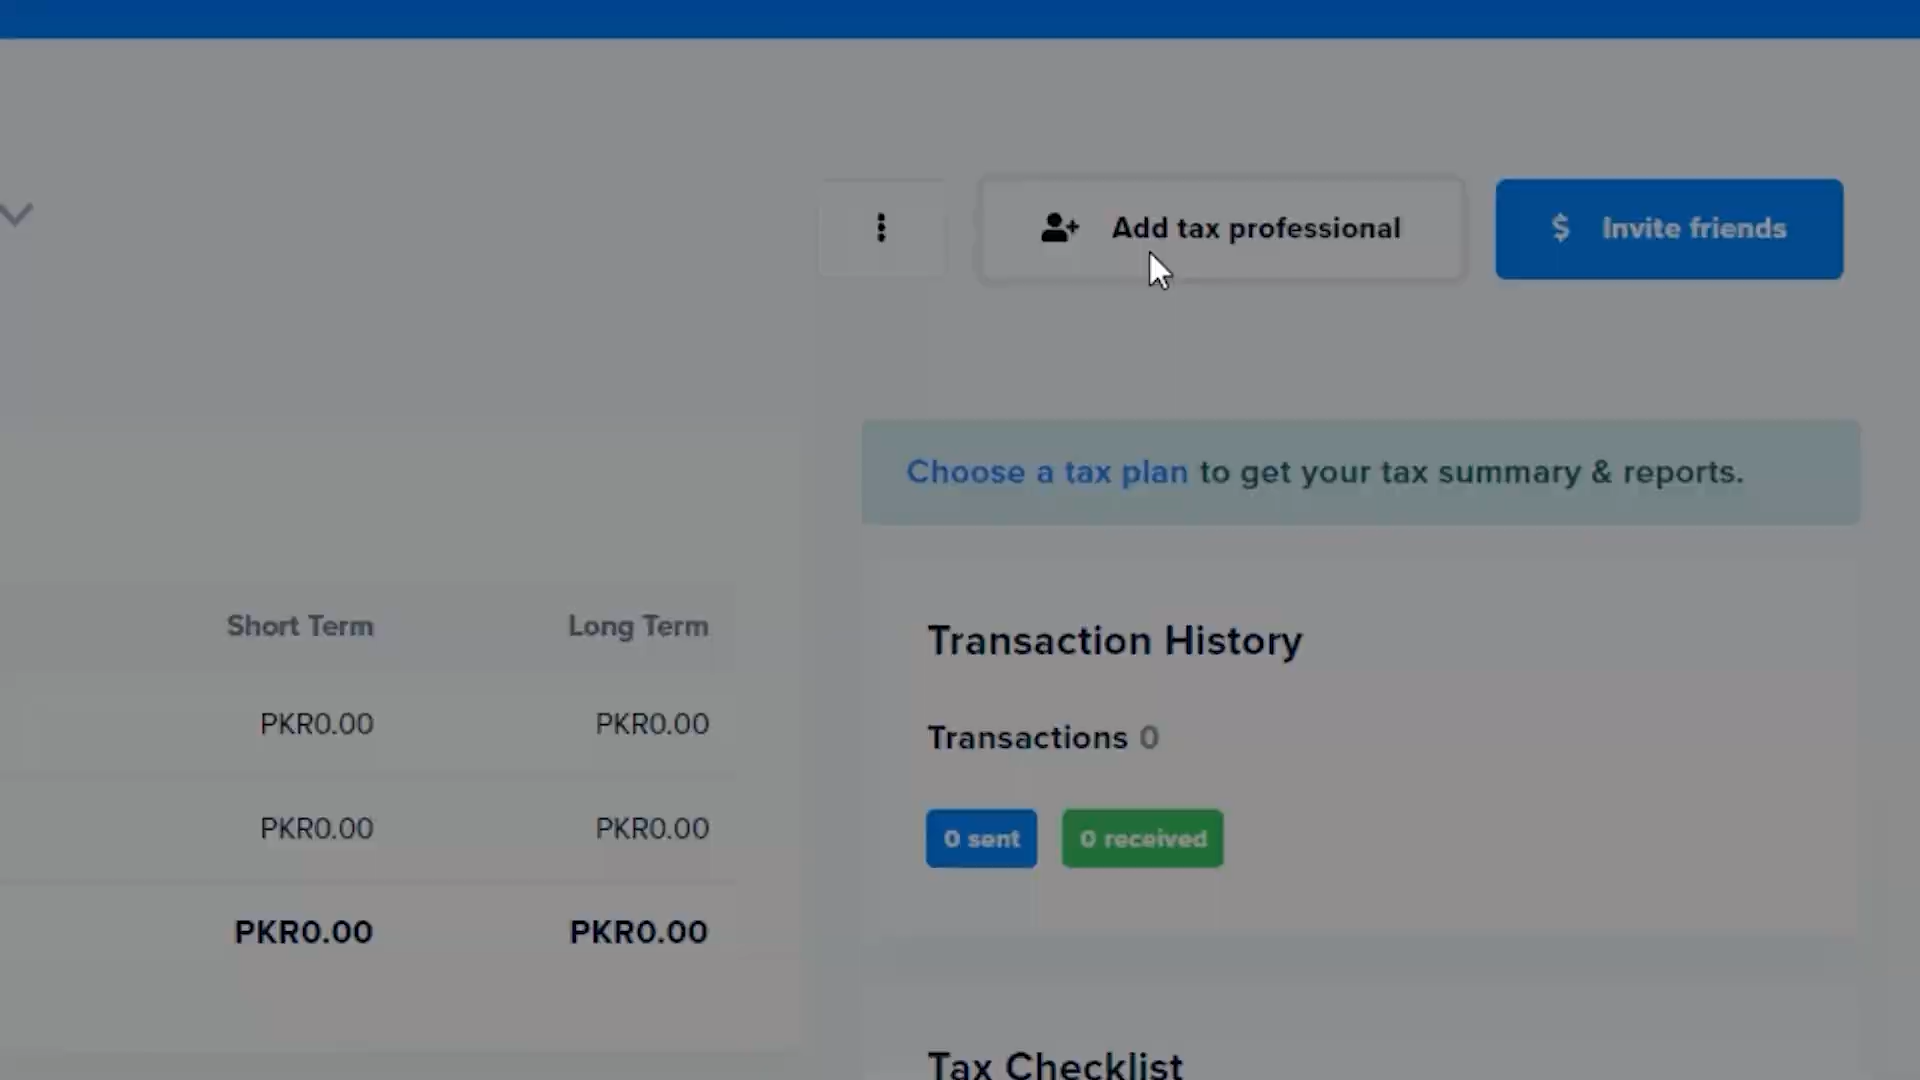 Add tax professional
$ Invite friends
Choose a tax plan to get your tax summary & reports.
Short Term Long Term
PKR0.00 PKR0.00
PKR0.00 PKR0.00
PKR0.00 PKR0.00
Transaction History
Transactions 0
0 sent 0 received
Tax Checklist